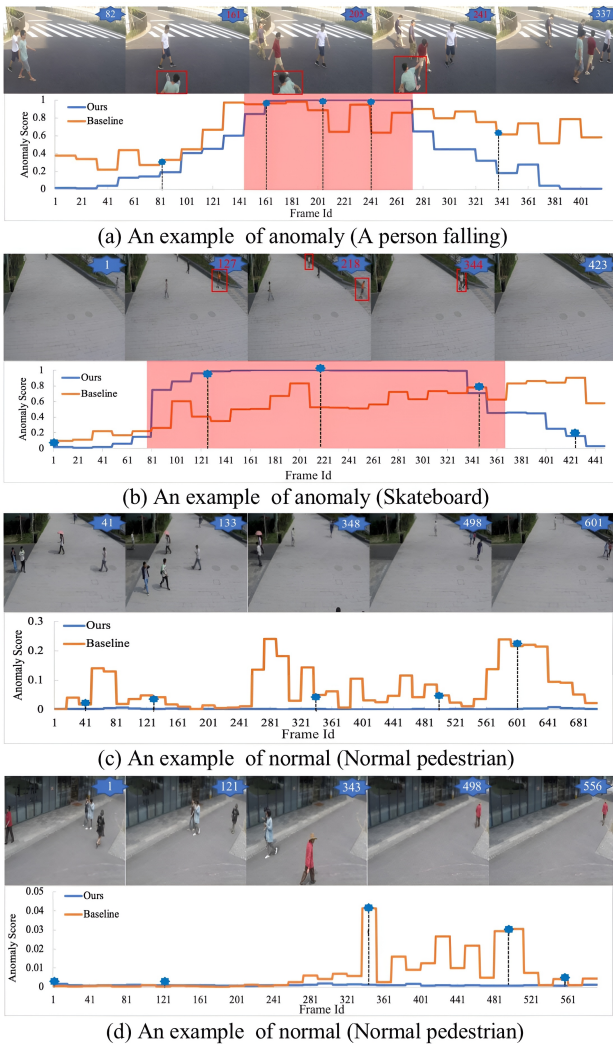 82 161 205 241 337
1
0.8
0.6
0.4
0.2
0
Anomaly Score
Ours
Baseline
1 21 41 61 81 101 121 141 161 181 201 221 241 261 281 301 321 341 361 381 401
Frame Id
(a) An example of anomaly (A person falling)
1 127 218 344 423
1
0.8
0.6
0.4
0.2
0
Anomaly Score
Ours
Baseline
1 21 41 61 81 101 121 141 161 181 201 221 241 261 281 301 321 341 361 381 401 421 441
Frame Id
(b) An example of anomaly (Skateboard)
41 133 348 498 601
0.3
0.2
0.1
0
Anomaly Score
Ours
Baseline
1 41 81 121 161 201 241 281 321 361 401 441 481 521 561 601 641 681
Frame Id
(c) An example of normal (Normal pedestrian)
1 121 343 498 556
0.05
0.04
0.03
0.02
0.01
0
Anomaly Score
Ours
Baseline
1 41 81 121 161 201 241 281 321 361 401 441 481 521 561
Frame Id
(d) An example of normal (Normal pedestrian)